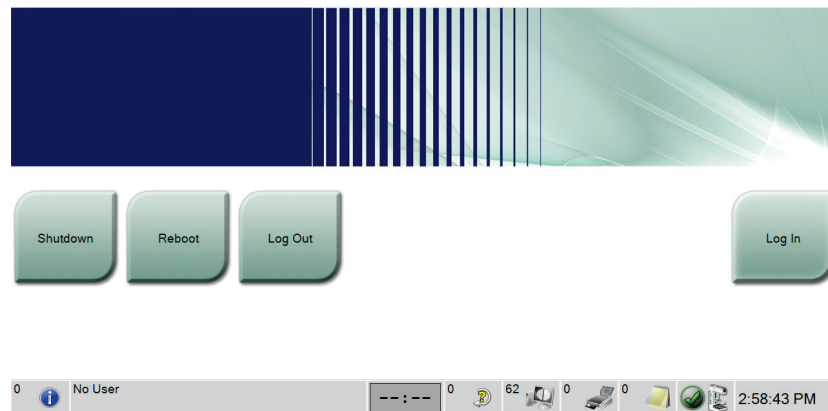 Shutdown
Reboot
Log Out
Log In
0
No User
--:--
0
62
0
0
2:58:43 PM